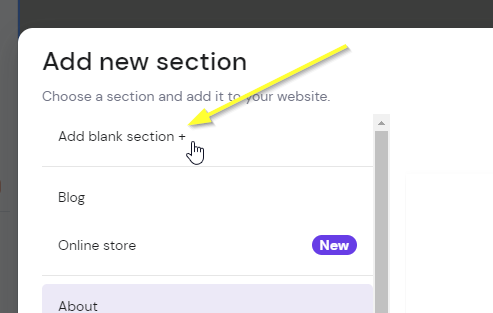 Add new section
Choose a section and add it to your website.
Add blank section +
Blog
Online store New
About